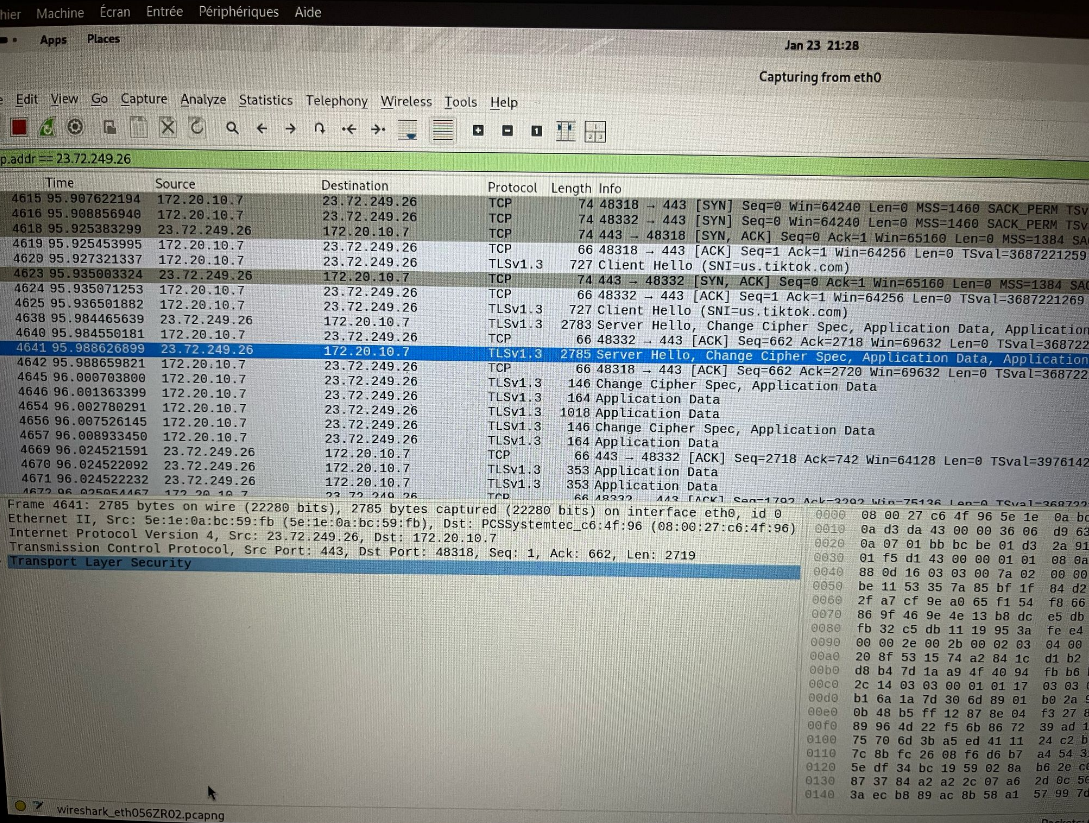 hier Machine Écran Entrée Périphériques Aide
Apps Places Jan 23 21:28
Capturing from eth0
Edit View Go Capture Analyze Statistics Telephony Wireless Tools Help
p.addr == 23.72.249.26
Time Source Destination Protocol Length Info
4615 95.907622194 172.20.10.7 23.72.249.26 TCP 74 48318 → 443 [SYN] Seq=0 Win=64240 Len=0 MSS=1460 SACK_PERM TSV
4616 95.908856940 172.20.10.7 23.72.249.26 TCP 74 48332 → 443 [SYN] Seq=0 Win=64240 Len=0 MSS=1460 SACK_PERM TSV
4618 95.925383299 23.72.249.26 172.20.10.7 TCP 74 443 → 48318 [SYN, ACK] Seq=0 Ack=1 Win=65160 Len=0 MSS=1384 SAC
4619 95.925453995 172.20.10.7 23.72.249.26 TCP 66 48318 → 443 [ACK] Seq=1 Ack=1 Win=64256 Len=0 TSval=3687221259
4620 95.927321337 172.20.10.7 23.72.249.26 TLSv1.3 727 Client Hello (SNI=us.tiktok.com)
4623 95.935003324 23.72.249.26 172.20.10.7 TCP 74 443 → 48332 [SYN, ACK] Seq=0 Ack=1 Win=65160 Len=0 MSS=1384 SAC
4624 95.935071253 172.20.10.7 23.72.249.26 TCP 66 48332 → 443 [ACK] Seq=1 Ack=1 Win=64256 Len=0 TSval=3687221269
4625 95.936501882 172.20.10.7 23.72.249.26 TLSv1.3 727 Client Hello (SNI=us.tiktok.com)
4638 95.984465639 23.72.249.26 172.20.10.7 TLSv1.3 2783 Server Hello, Change Cipher Spec, Application Data, Application
4640 95.984550181 172.20.10.7 23.72.249.26 TCP 66 48332 → 443 [ACK] Seq=662 Ack=2718 Win=69632 Len=0 TSval=368722
4641 95.988626899 23.72.249.26 172.20.10.7 TLSv1.3 2785 Server Hello, Change Cipher Spec, Application Data, Application
4642 95.988659821 172.20.10.7 23.72.249.26 TCP 66 48318 → 443 [ACK] Seq=662 Ack=2720 Win=69632 Len=0 TSval=368722
4645 96.000703800 172.20.10.7 23.72.249.26 TLSv1.3 146 Change Cipher Spec, Application Data
4646 96.001363399 172.20.10.7 23.72.249.26 TLSv1.3 164 Application Data
4654 96.002780291 172.20.10.7 23.72.249.26 TLSv1.3 1018 Application Data
4656 96.007526145 172.20.10.7 23.72.249.26 TLSv1.3 146 Change Cipher Spec, Application Data
4657 96.008933450 172.20.10.7 23.72.249.26 TLSv1.3 164 Application Data
4669 96.024521591 23.72.249.26 172.20.10.7 TCP 66 443 → 48332 [ACK] Seq=2718 Ack=742 Win=64128 Len=0 TSval=3976142
4670 96.024522092 23.72.249.26 172.20.10.7 TLSv1.3 353 Application Data
4671 96.024522232 23.72.249.26 172.20.10.7 TLSv1.3 353 Application Data
Frame 4641: 2785 bytes on wire (22280 bits), 2785 bytes captured (22280 bits) on interface eth0, id 0
Ethernet II, Src: 5e:1e:0a:bc:59:fb (5e:1e:0a:bc:59:fb), Dst: PCSSystemtec_c6:4f:96 (08:00:27:c6:4f:96)
Internet Protocol Version 4, Src: 23.72.249.26, Dst: 172.20.10.7
Transmission Control Protocol, Src Port: 443, Dst Port: 48318, Seq: 1, Ack: 662, Len: 2719
Transport Layer Security
0000 08 00 27 c6 4f 96 5e 1e 0a bc
0010 0a d3 da 43 00 00 36 06 d9 63
0020 0a 07 01 bb bc be 01 d3 2a 91
0030 01 f5 d1 43 00 00 01 01 08 0a
0040 88 0d 16 03 03 00 7a 02 00 00
0050 be 11 53 35 7a 85 bf 1f 84 d2
0060 2f a7 cf 9e a0 65 f1 54 f8 66
0070 86 9f 46 9e 4e 13 b8 dc e5 db
0080 fb 32 c5 db 11 19 95 3a fe e4
0090 00 00 2e 00 2b 00 02 03 04 00
00a0 20 8f 53 15 74 a2 84 1c d1 b2
00b0 d8 b4 7d 1a a9 4f 40 94 fb b6
00c0 2c 14 03 03 00 01 01 17 03 03
00d0 b1 6a 1a 7d 30 6d 89 01 b0 2a
00e0 0b 48 b5 ff 12 87 8e 04 f3 27
00f0 89 96 4d 22 f5 6b 86 72 39 ad
0100 75 70 6d 3b a5 ed 41 11 24 c2
0110 7c 8b fc 26 08 f6 d6 b7 a4 54
0120 5e df 34 bc 19 59 02 8a b6 2e
0130 87 37 84 a2 a2 2c 07 a6 2d 0c
0140 3a ec b8 89 ac 8b 58 a1 57 99
wireshark_eth056ZR02.pcapng